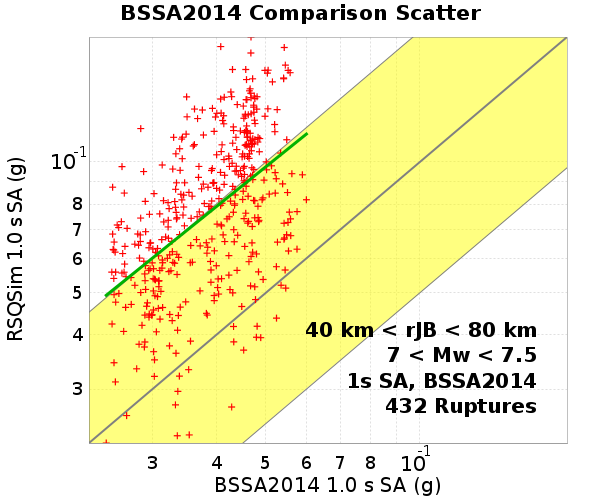 BSSA2014 Comparison Scatter
RSQSim 1.0 s SA (g)
10-1
8
7
6
5
4
3
40 km < rJB < 80 km
7 < Mw < 7.5
1s SA, BSSA2014
432 Ruptures
3 4 5 6 7 8 10-1
BSSA2014 1.0 s SA (g)